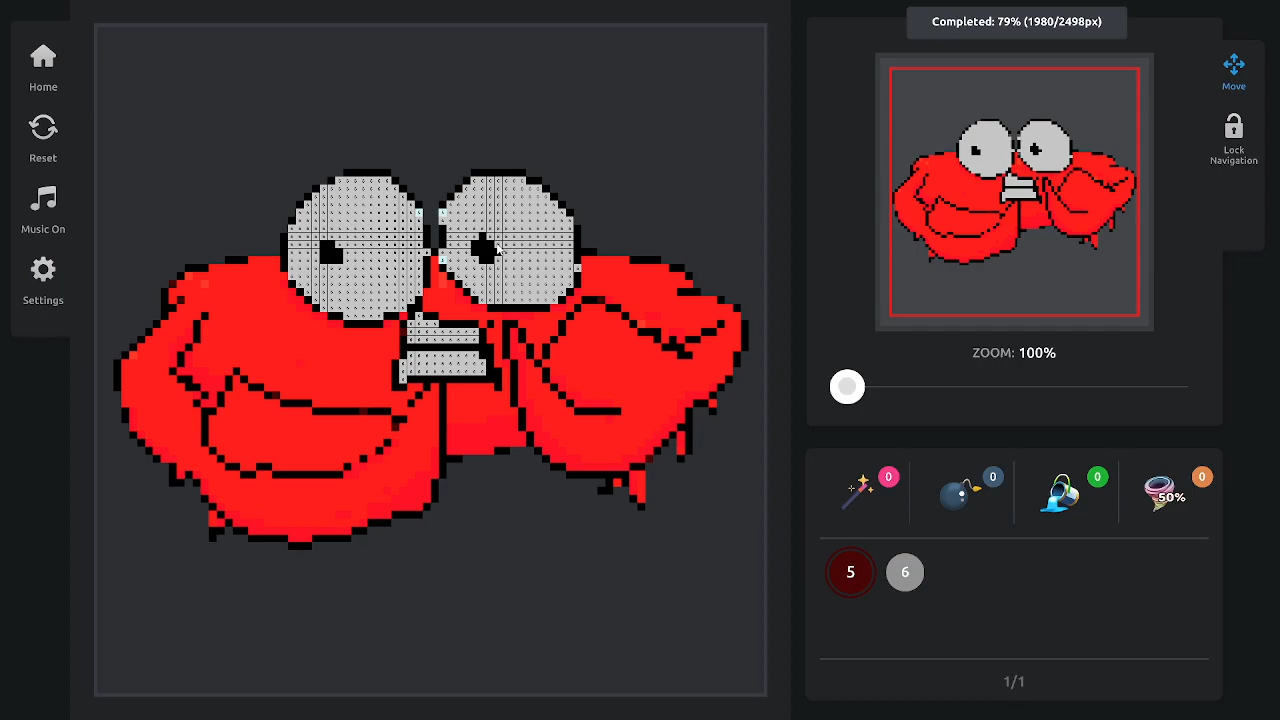 Completed: 79% (1980/2498px)
Home
Reset
Music On
Settings
Move
Lock
Navigation
ZOOM: 100%
0
0
0
0
50%
5
6
1/1